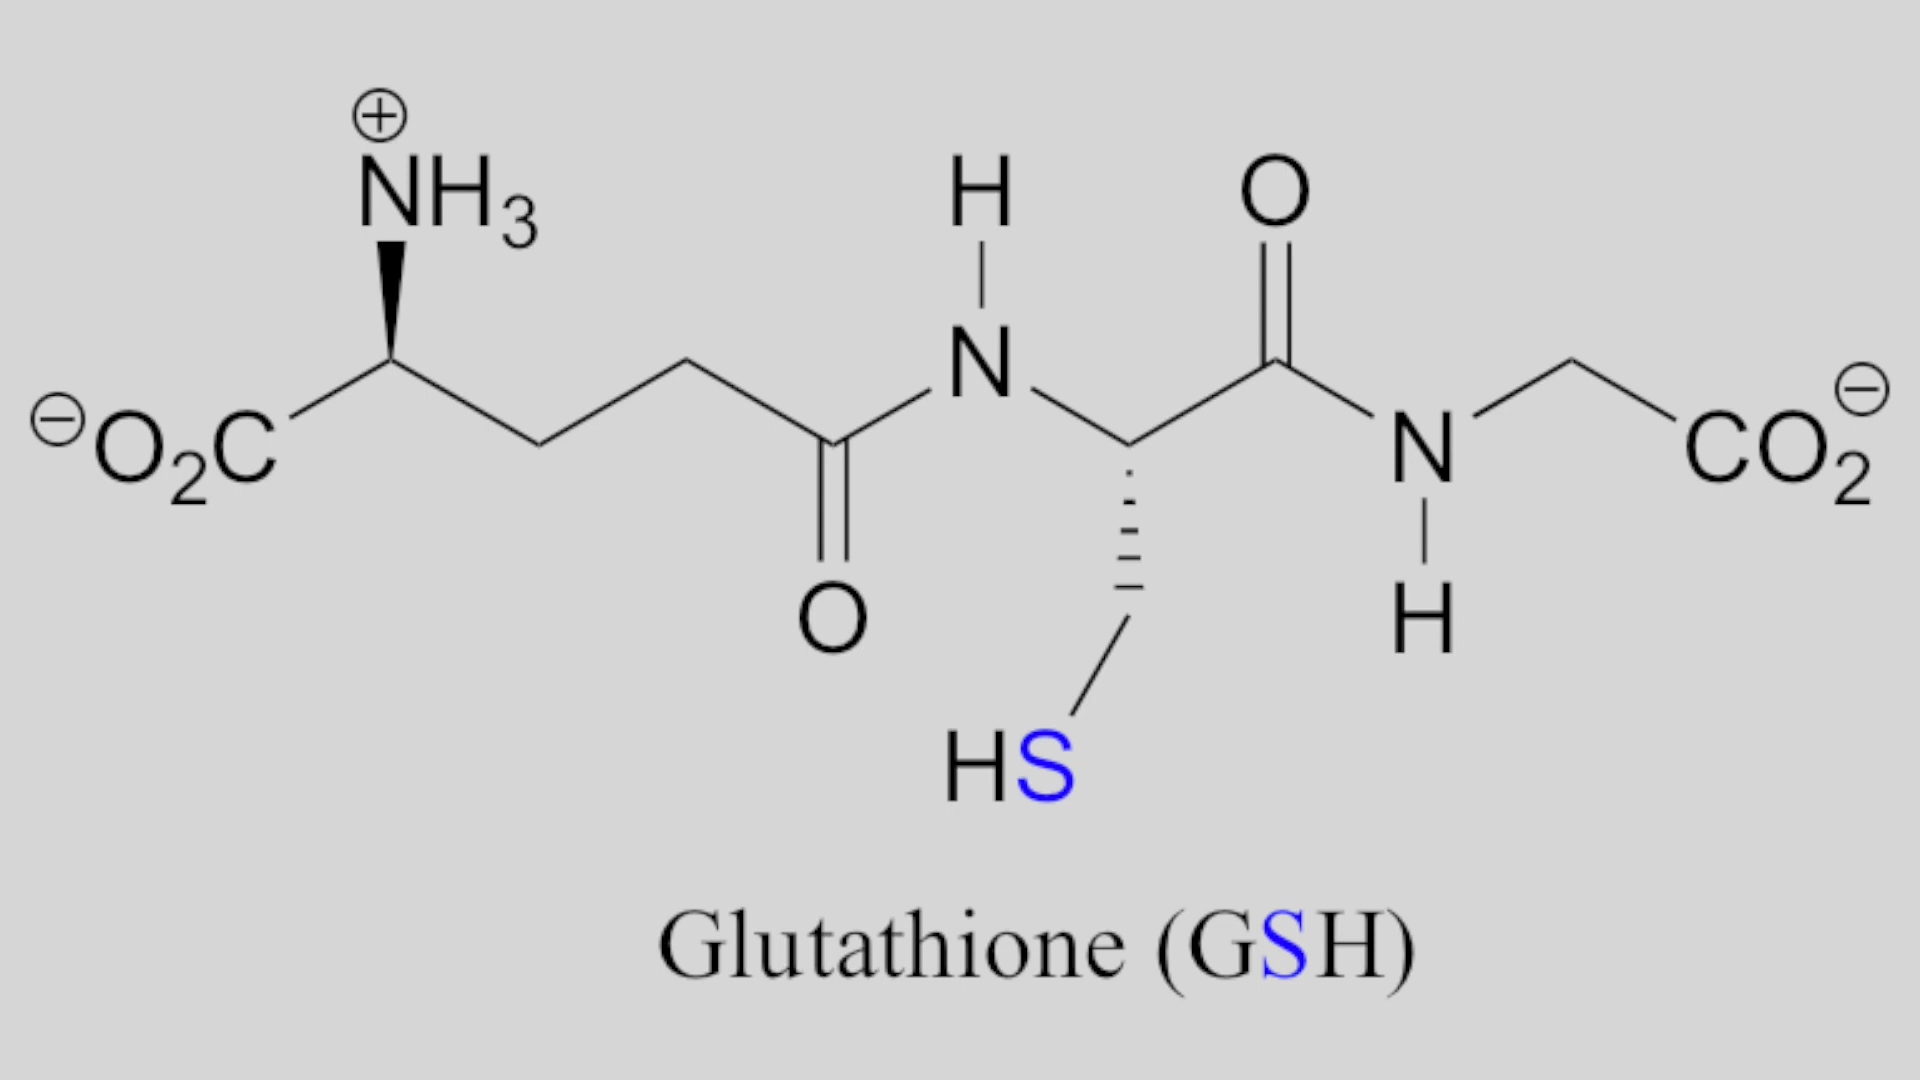 ⊕
NH₃
H
O
N
⊖O₂C
N
CO₂⊖
O
H
HS
Glutathione (GSH)